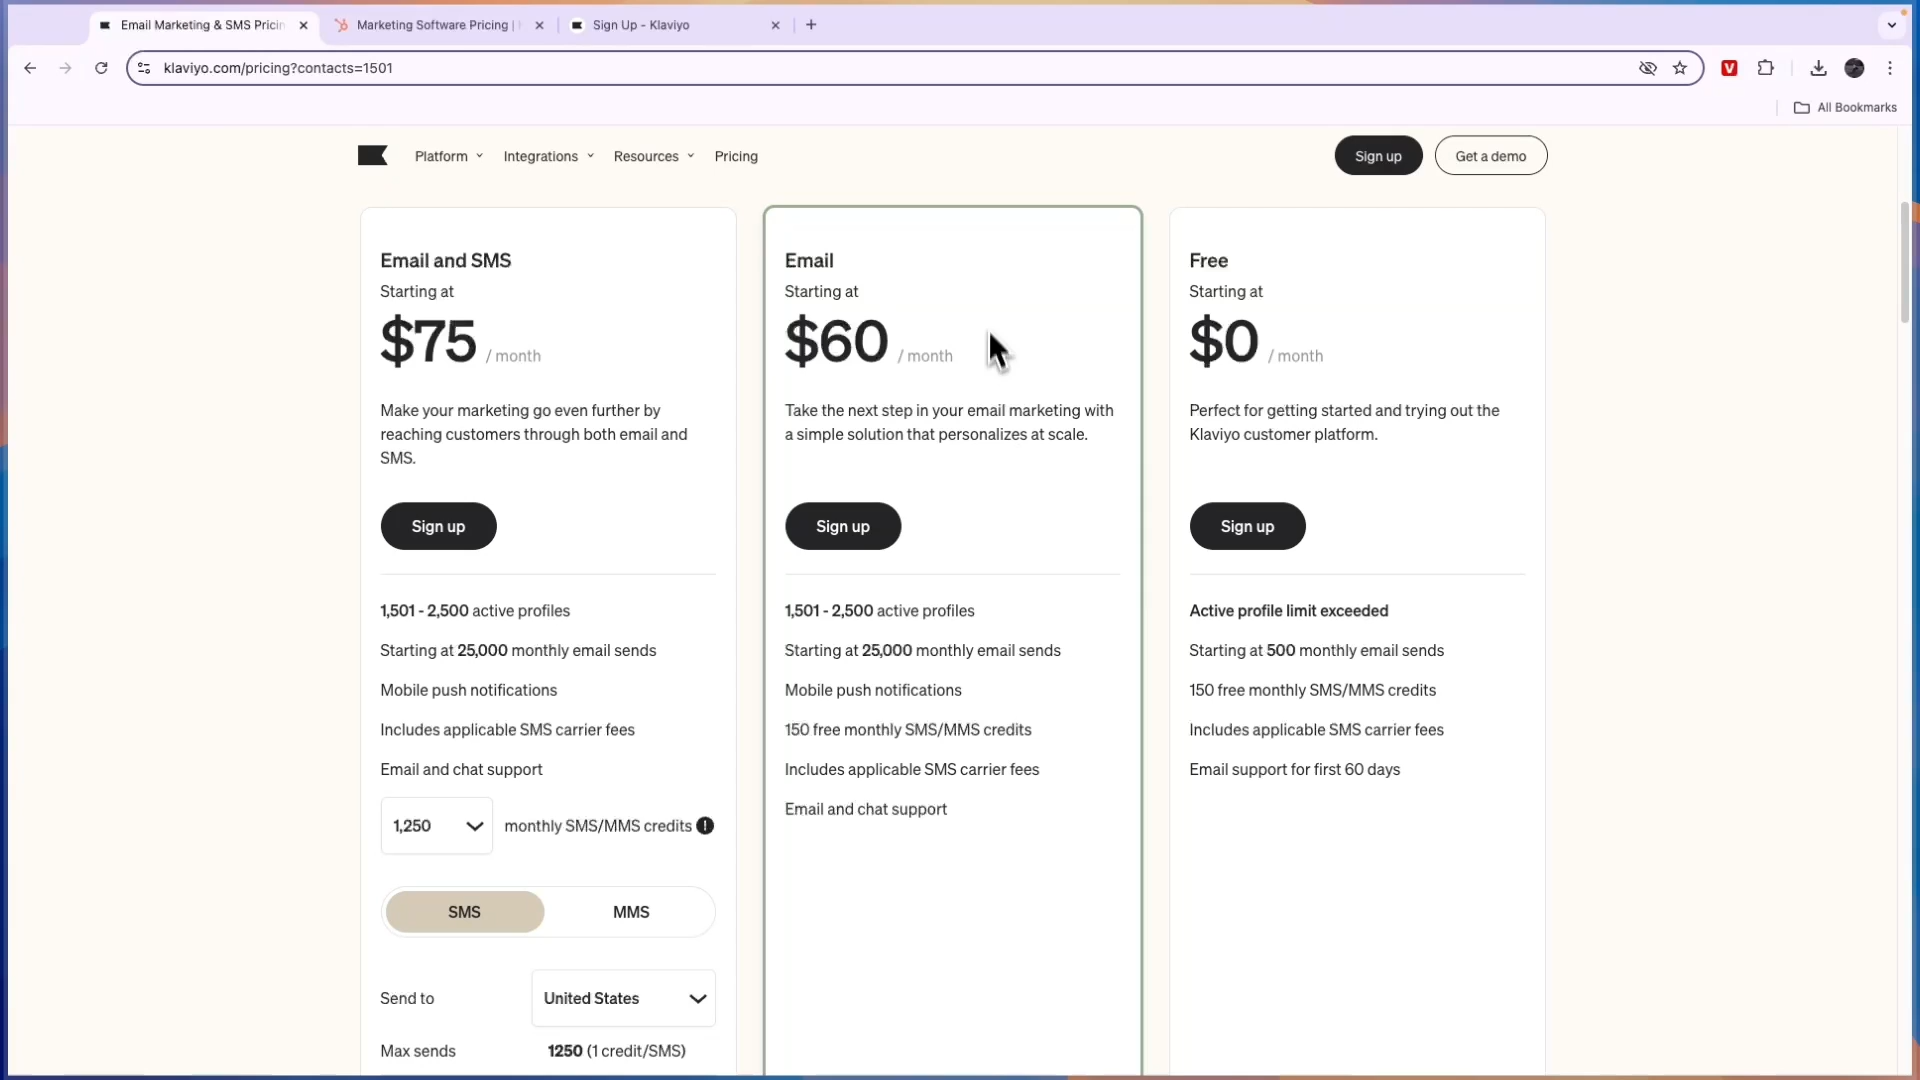 Email Marketing & SMS Pricin
Marketing Software Pricing |
Sign Up - Klaviyo
klaviyo.com/pricing?contacts=1501
All Bookmarks
Platform
Integrations
Resources
Pricing
Sign up
Get a demo
Email and SMS
Starting at
$75 / month
Make your marketing go even further by
reaching customers through both email and
SMS.
Sign up
1,501 - 2,500 active profiles
Starting at 25,000 monthly email sends
Mobile push notifications
Includes applicable SMS carrier fees
Email and chat support
1,250 monthly SMS/MMS credits
SMS
MMS
Send to United States
Max sends 1250 (1 credit/SMS)
Email
Starting at
$60 / month
Take the next step in your email marketing with
a simple solution that personalizes at scale.
Sign up
1,501 - 2,500 active profiles
Starting at 25,000 monthly email sends
Mobile push notifications
150 free monthly SMS/MMS credits
Includes applicable SMS carrier fees
Email and chat support
Free
Starting at
$0 / month
Perfect for getting started and trying out the
Klaviyo customer platform.
Sign up
Active profile limit exceeded
Starting at 500 monthly email sends
150 free monthly SMS/MMS credits
Includes applicable SMS carrier fees
Email support for first 60 days